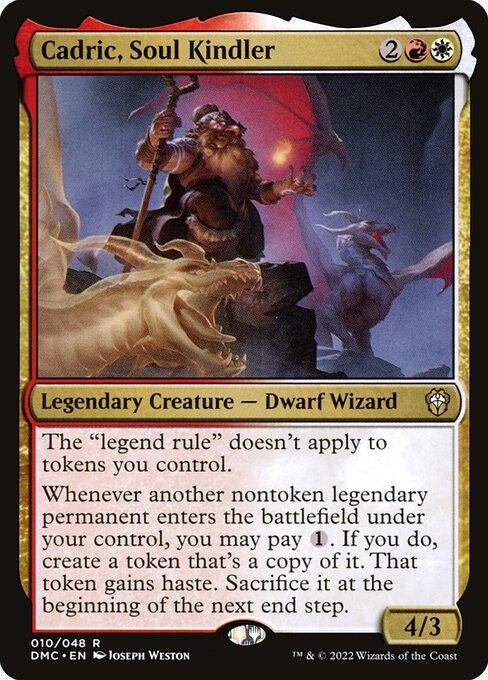 Cadric, Soul Kindler 2
Legendary Creature — Dwarf Wizard
The “legend rule” doesn’t apply to
tokens you control.
Whenever another nontoken legendary
permanent enters the battlefield under
your control, you may pay 1. If you do,
create a token that’s a copy of it. That
token gains haste. Sacrifice it at the
beginning of the next end step.
4/3
010/048 R
DMC • EN Joseph Weston
™ & © 2022 Wizards of the Coast